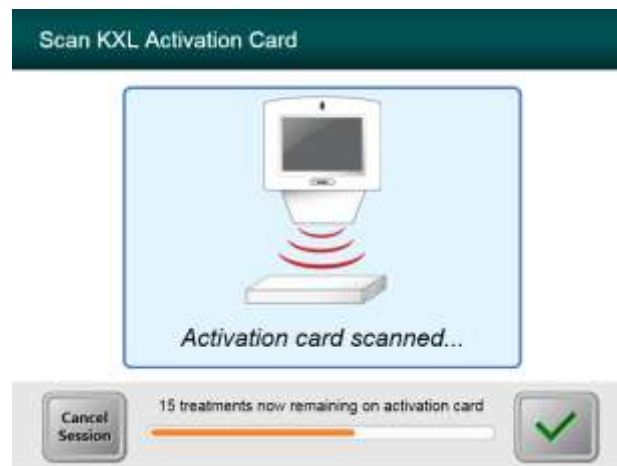 Scan KXL Activation Card
Activation card scanned...
15 treatments now remaining on activation card
Cancel
Session